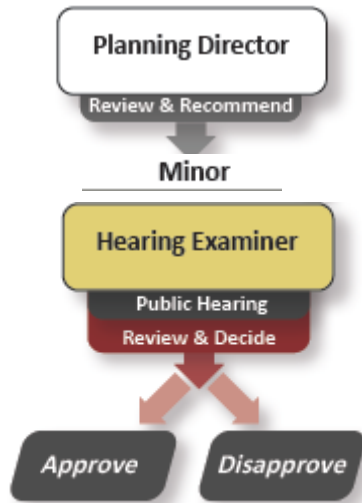 Planning Director
Review & Recommend
Minor
Hearing Examiner
Public Hearing
Review & Decide
Approve
Disapprove